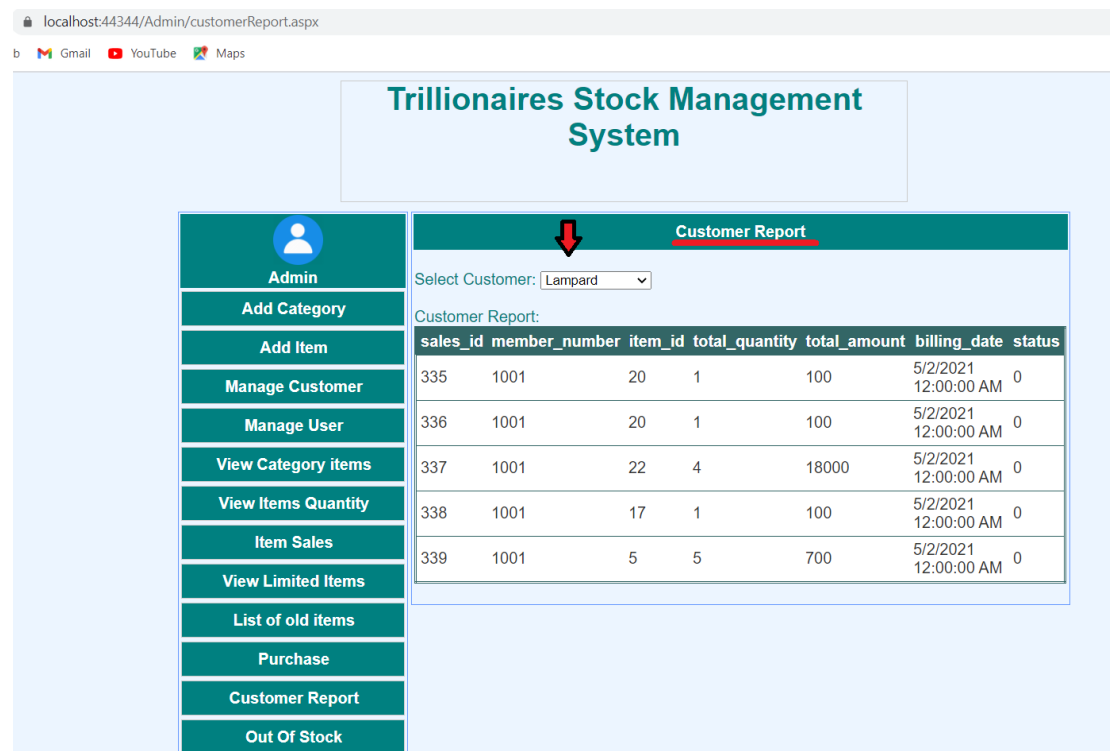 localhost:44344/Admin/customerReport.aspx
b Gmail YouTube Maps
Trillionaires Stock Management
System
Admin
Add Category
Add Item
Manage Customer
Manage User
View Category items
View Items Quantity
Item Sales
View Limited Items
List of old items
Purchase
Customer Report
Out Of Stock
Customer Report
Select Customer: Lampard
Customer Report:
sales_id member_number item_id total_quantity total_amount billing_date status
335 1001 20 1 100 5/2/2021 12:00:00 AM 0
336 1001 20 1 100 5/2/2021 12:00:00 AM 0
337 1001 22 4 18000 5/2/2021 12:00:00 AM 0
338 1001 17 1 100 5/2/2021 12:00:00 AM 0
339 1001 5 5 700 5/2/2021 12:00:00 AM 0